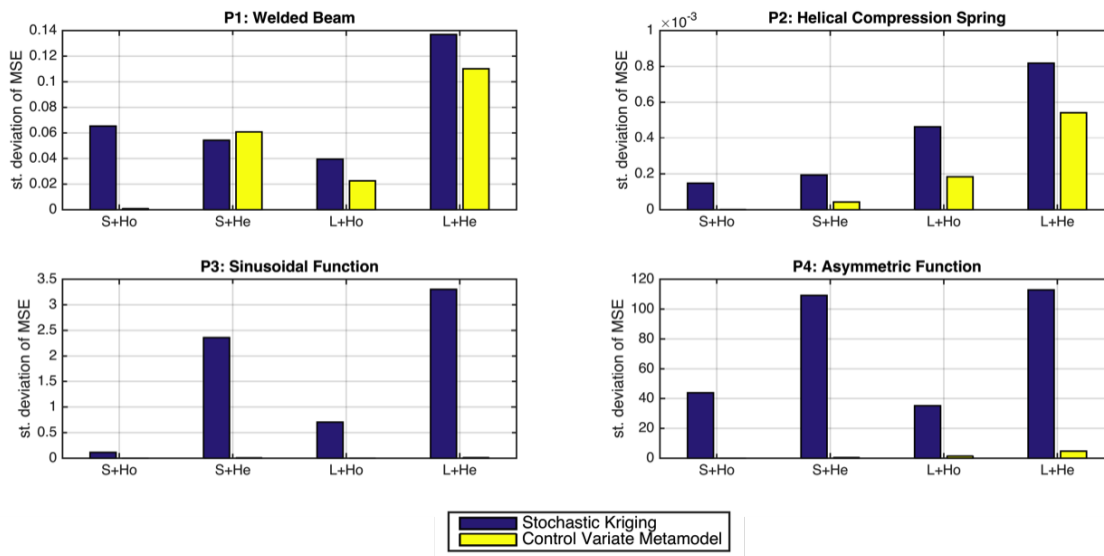 P1: Welded Beam
st. deviation of MSE
0.14
0.12
0.1
0.08
0.06
0.04
0.02
0
S+Ho S+He L+Ho L+He
P2: Helical Compression Spring
×10⁻³
st. deviation of MSE
1
0.8
0.6
0.4
0.2
0
S+Ho S+He L+Ho L+He
P3: Sinusoidal Function
st. deviation of MSE
3.5
3
2.5
2
1.5
1
0.5
0
S+Ho S+He L+Ho L+He
P4: Asymmetric Function
st. deviation of MSE
120
100
80
60
40
20
0
S+Ho S+He L+Ho L+He
Stochastic Kriging
Control Variate Metamodel